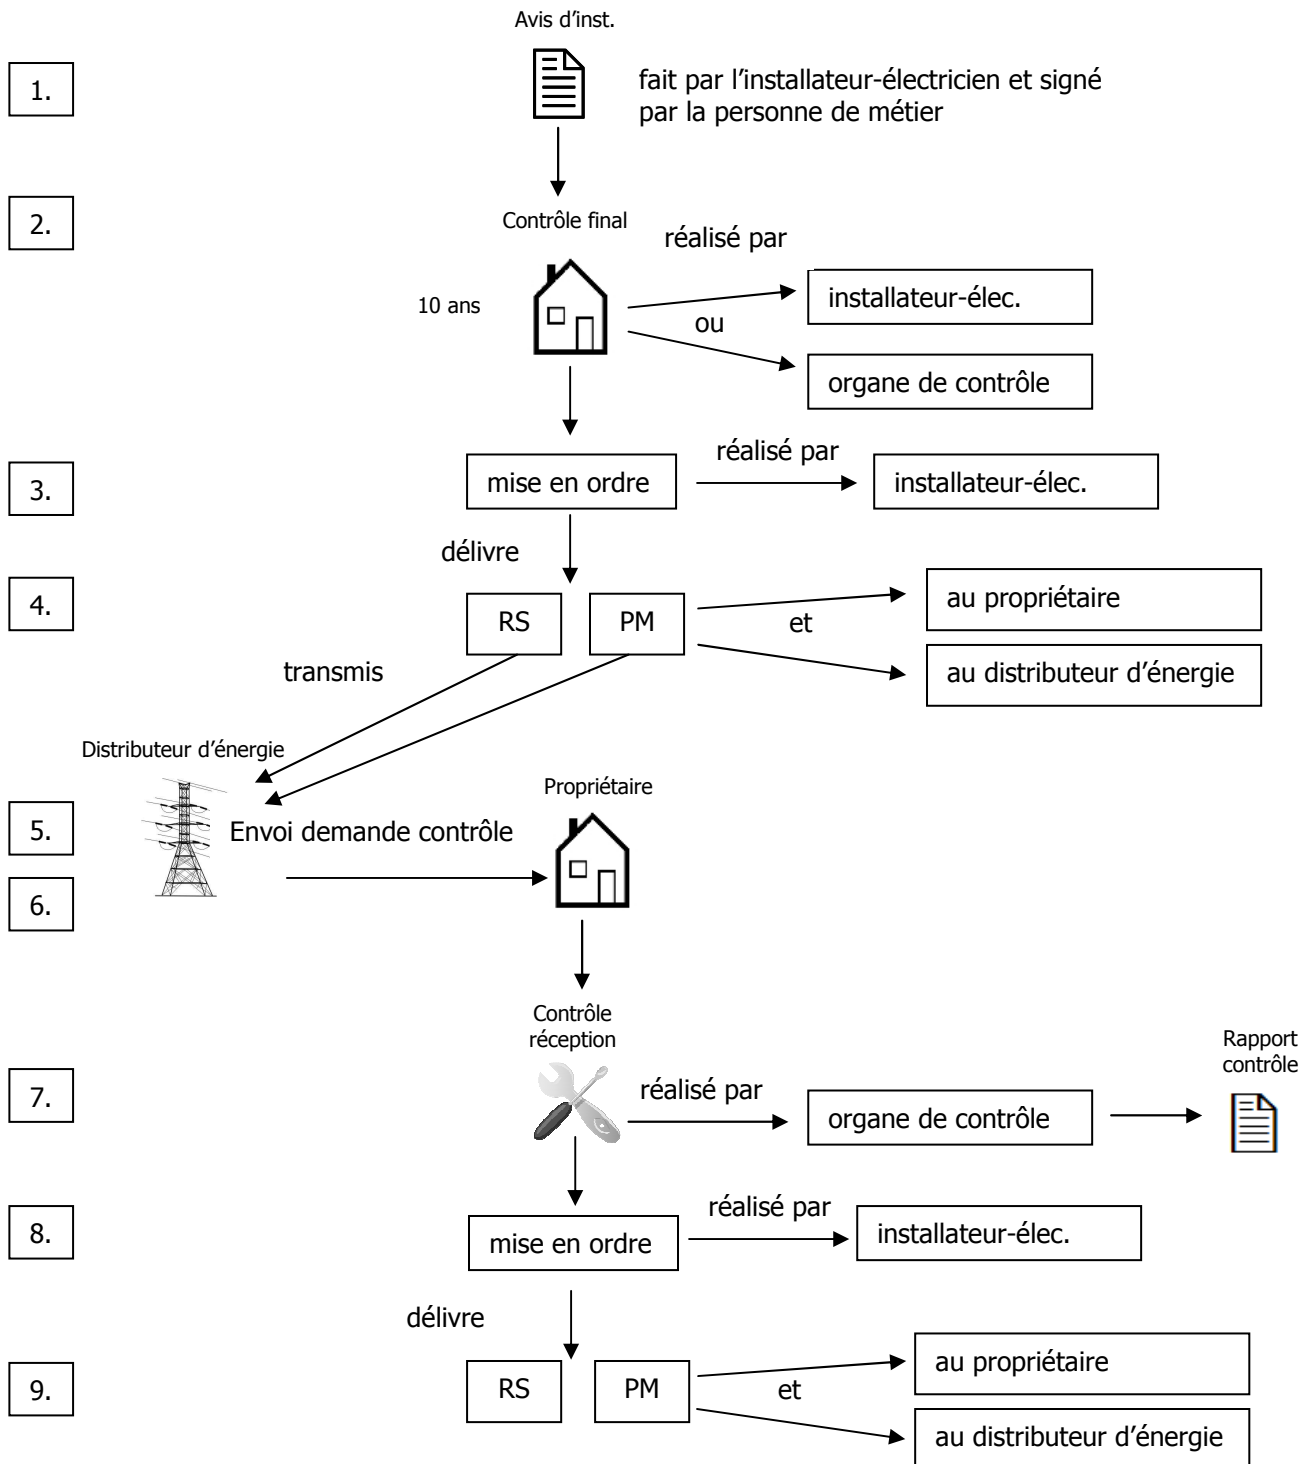 Avis d’inst.
1.
fait par l’installateur-électricien et signé
par la personne de métier
2.
Contrôle final
réalisé par
10 ans
installateur-élec.
ou
organe de contrôle
3.
mise en ordre
réalisé par
installateur-élec.
délivre
4.
RS
PM
et
au propriétaire
au distributeur d’énergie
transmis
Distributeur d’énergie
Propriétaire
5.
Envoi demande contrôle
6.
Contrôle
réception
Rapport
contrôle
7.
réalisé par
organe de contrôle
8.
mise en ordre
réalisé par
installateur-élec.
délivre
9.
RS
PM
et
au propriétaire
au distributeur d’énergie